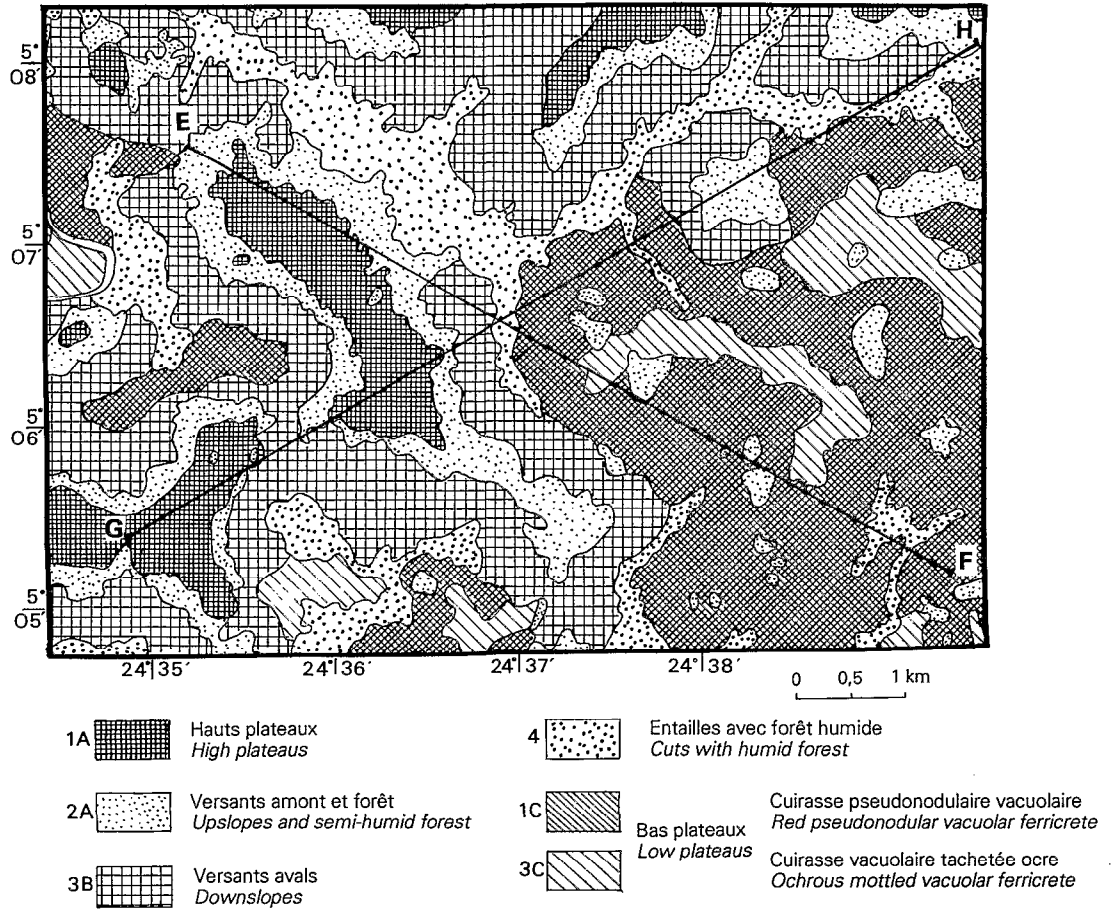 H
5°
08′
E
5°
07′
5°
06′
G
F
5°
05′
24°35
24°36
24°37′
24°38′
0 0,5 1 km
1A Hauts plateaux
High plateaus
2A Versants amont et forêt
Upslopes and semi-humid forest
3B Versants avals
Downslopes
4 Entailles avec forêt humide
Cuts with humid forest
Bas plateaux
Low plateaus
1C Cuirasse pseudonodulaire vacuolaire
Red pseudonodular vacuolar ferricrete
3C Cuirasse vacuolaire tachetée ocre
Ochrous mottled vacuolar ferricrete